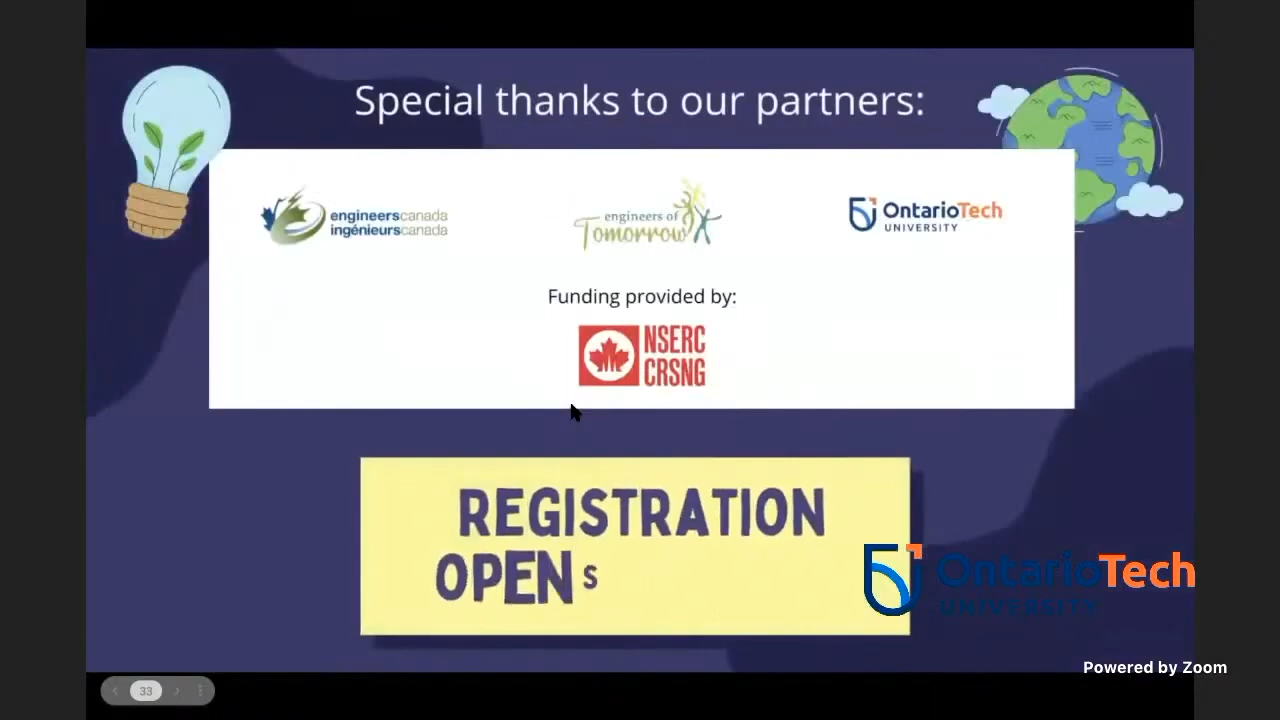 Special thanks to our partners:
engineerscanada
ingénieurscanada
engineers of
Tomorrow
OntarioTech
UNIVERSITY
Funding provided by:
NSERC
CRSNG
REGISTRATION
OPENS
OntarioTech
UNIVERSITY
Powered by Zoom
33